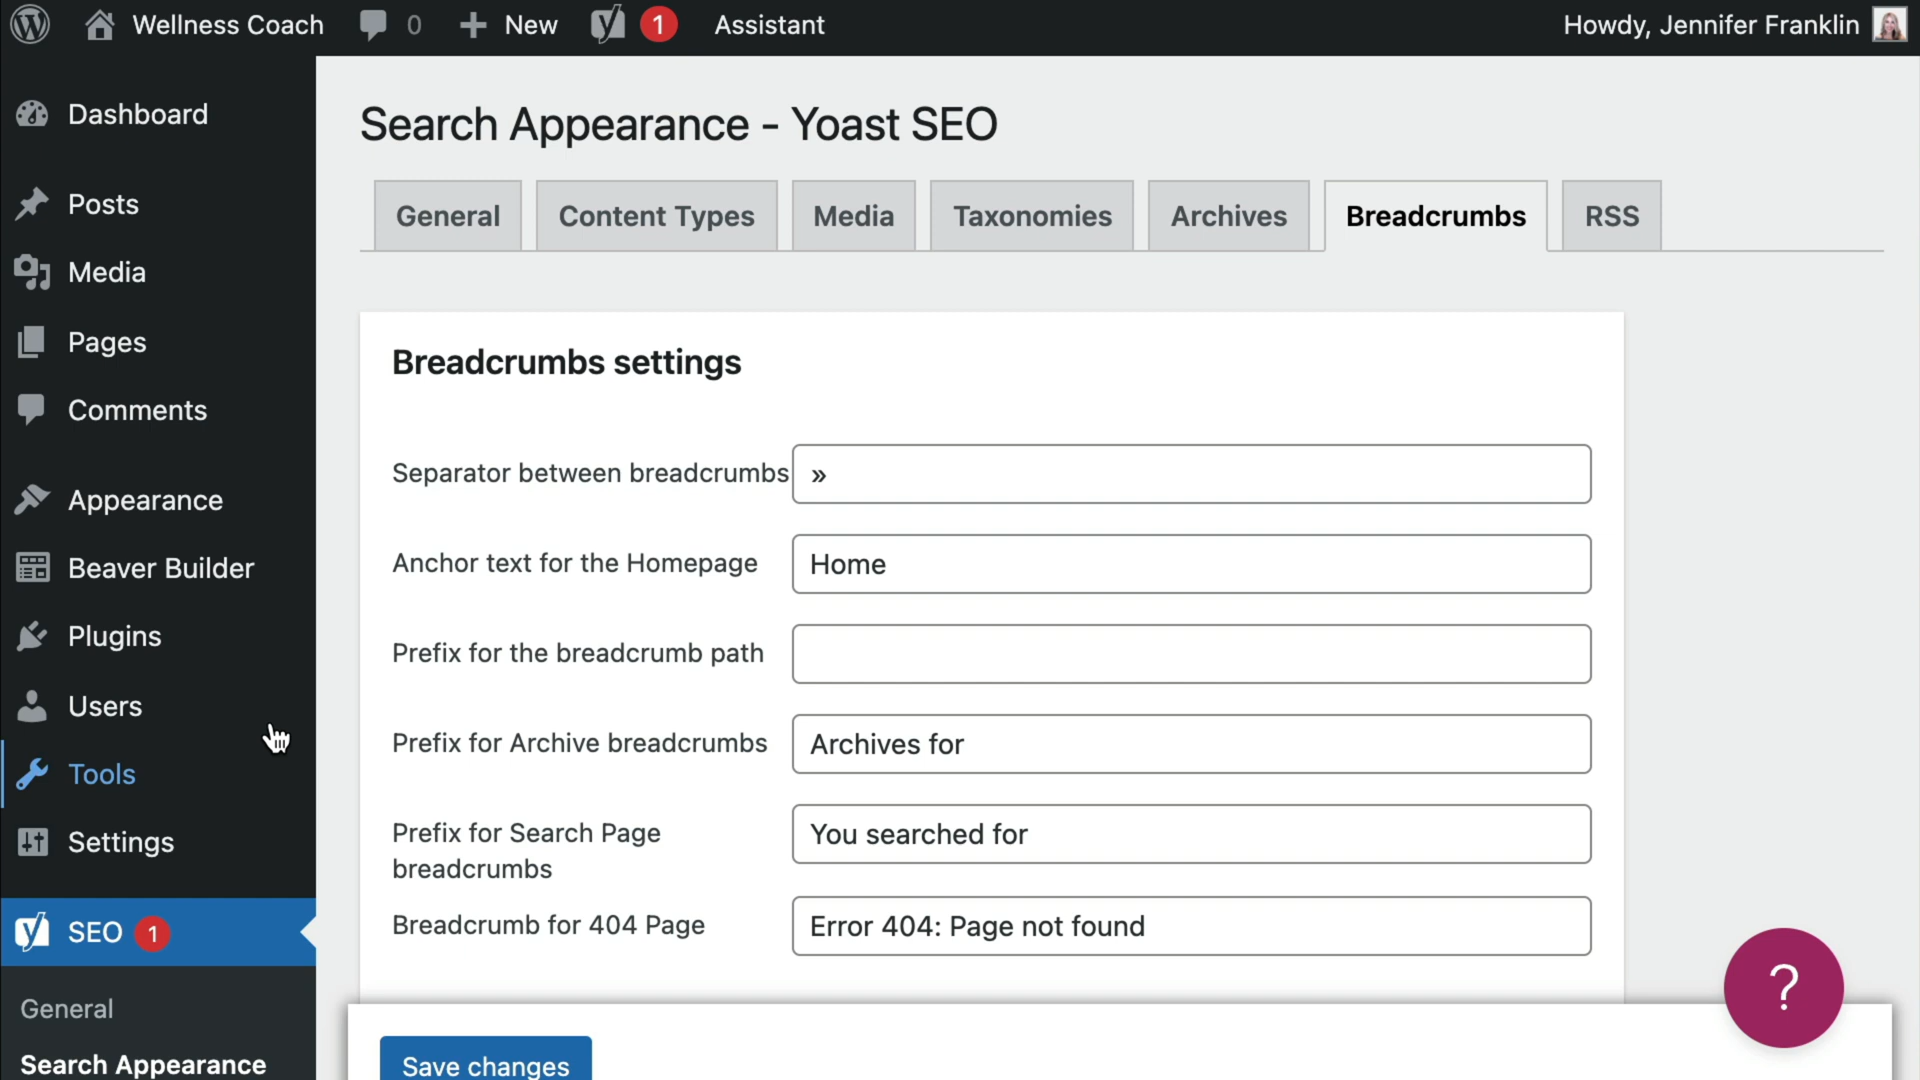 Wellness Coach 0 + New 1 Assistant Howdy, Jennifer Franklin
Dashboard
Posts
Media
Pages
Comments
Appearance
Beaver Builder
Plugins
Users
Tools
Settings
SEO 1
General
Search Appearance
Search Appearance - Yoast SEO
General Content Types Media Taxonomies Archives Breadcrumbs RSS
Breadcrumbs settings
Separator between breadcrumbs »
Anchor text for the Homepage Home
Prefix for the breadcrumb path
Prefix for Archive breadcrumbs Archives for
Prefix for Search Page
breadcrumbs
You searched for
Breadcrumb for 404 Page Error 404: Page not found
Save changes
?